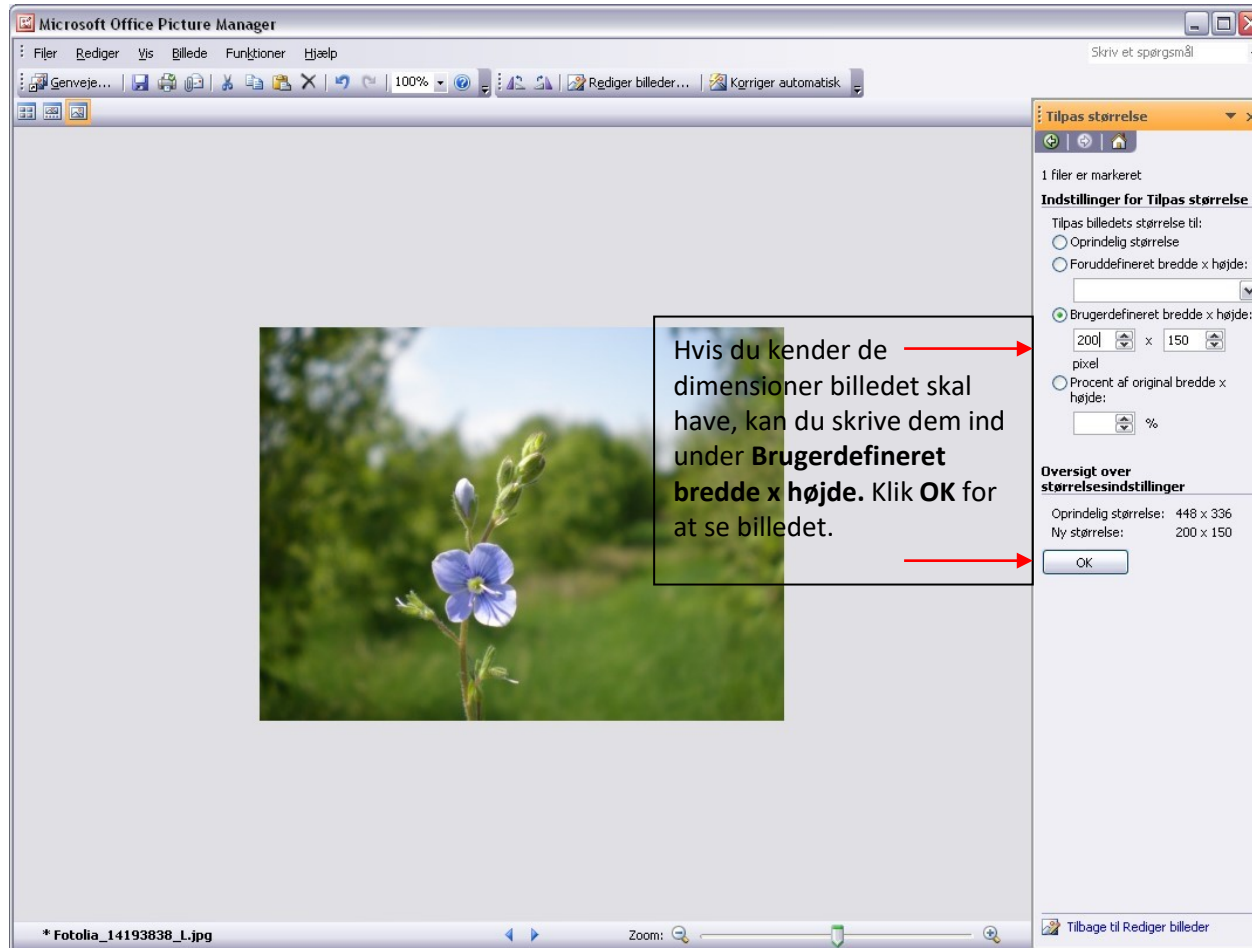 Microsoft Office Picture Manager
Filer Rediger Vis Billede Funktioner Hjælp Skriv et spørgsmål
Genveje... 100% Rediger billeder... Korriger automatisk
Tilpas størrelse
1 filer er markeret
Indstillinger for Tilpas størrelse
Tilpas billedets størrelse til:
Oprindelig størrelse
Foruddefineret bredde x højde:
Brugerdefineret bredde x højde:
200 x 150
pixel
Procent af original bredde x
højde:
%
Oversigt over
størrelsesindstillinger
Oprindelig størrelse: 448 x 336
Ny størrelse: 200 x 150
OK
Hvis du kender de
dimensioner billedet skal
have, kan du skrive dem ind
under Brugerdefineret
bredde x højde. Klik OK for
at se billedet.
Tilbage til Rediger billeder
* Fotolia_14193838_L.jpg Zoom: